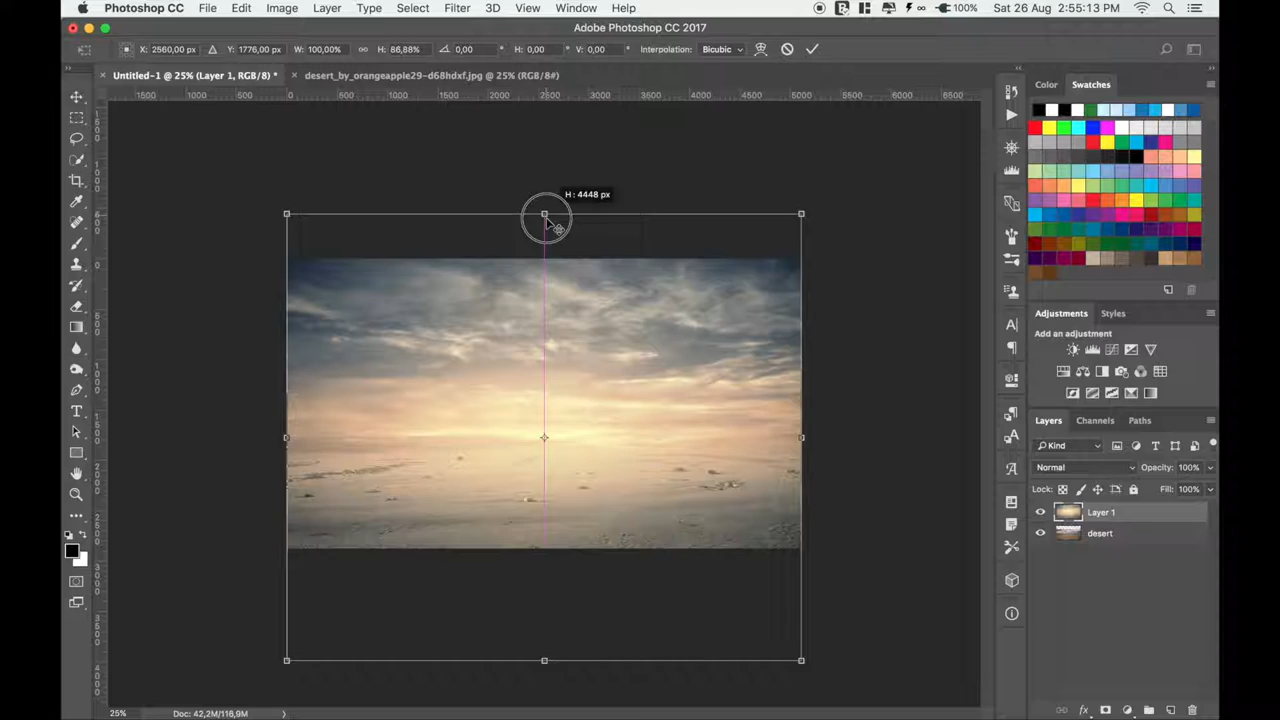 Photoshop CC File Edit Image Layer Type Select Filter 3D View Window Help 100% Sat 26 Aug 2:55:13 PM
Adobe Photoshop CC 2017
X: 2560,00 px Y: 1776,00 px W: 100,00% H: 86,88% 0,00 ° H: 0,00 ° V: 0,00 ° Interpolation: Bicubic
Untitled-1 @ 25% (Layer 1, RGB/8) * desert_by_orangeapple29-d68hdxf.jpg @ 25% (RGB/8#)
1500 1000 500 0 500 1000 1500 2000 2500 3000 3500 4000 4500 5000 5500 6000 6500
Color Swatches
H: 4448 px
Adjustments Styles
Add an adjustment
Layers Channels Paths
Kind
Normal Opacity: 100%
Lock: Fill: 100%
Layer 1
desert
25% Doc: 42,2M/116,9M